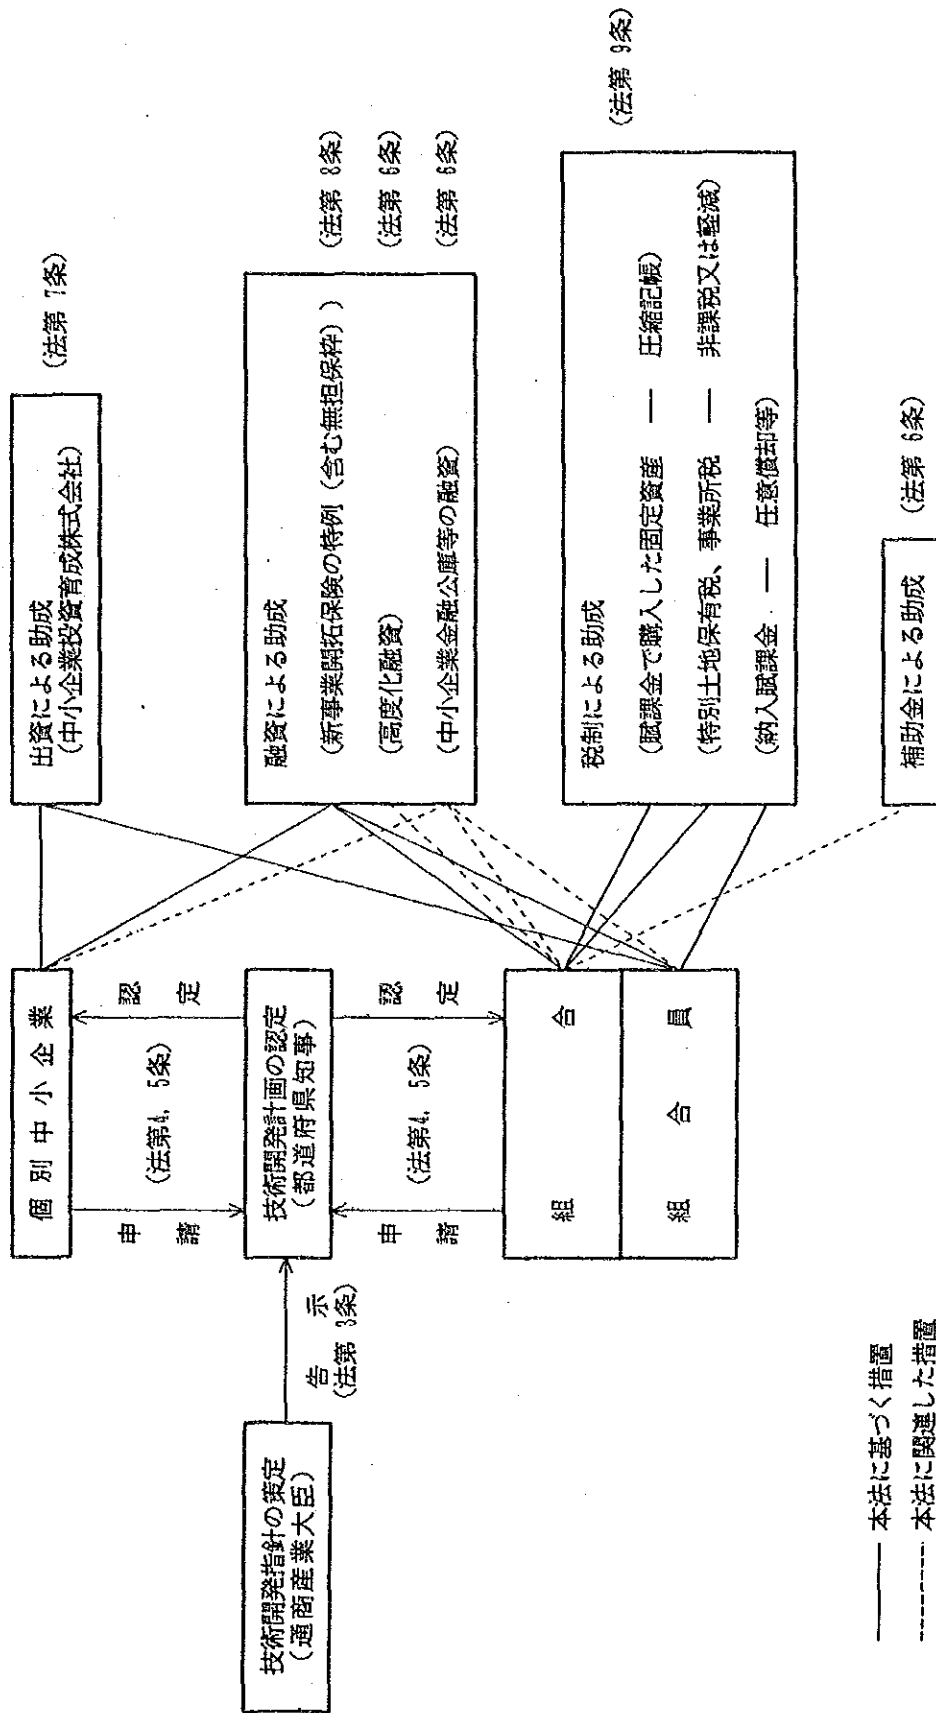 技術開発指針の策定
(通商産業大臣)
告　示
(法第 3条)
個 別 中 小 企 業
申　請
(法第4, 5条)
認　定
技術開発計画の認定
(都道府県知事)
申　請
(法第4, 5条)
認　定
組　合
組　合　員
出資による助成
(中小企業投資育成株式会社)
(法第 7条)
融資による助成
(新事業開拓保険の特例 (含む無担保枠) )
(法第 8条)
(高度化融資)
(法第 6条)
(中小企業金融公庫等の融資)
(法第 6条)
税制による助成
(法第 9条)
(賦課金で購入した固定資産 ― 圧縮記帳)
(特別土地保有税、事業所税 ― 非課税又は軽減)
(納入賦課金 ― 任意償却等)
補助金による助成
(法第 6条)
本法に基づく措置
本法に関連した措置